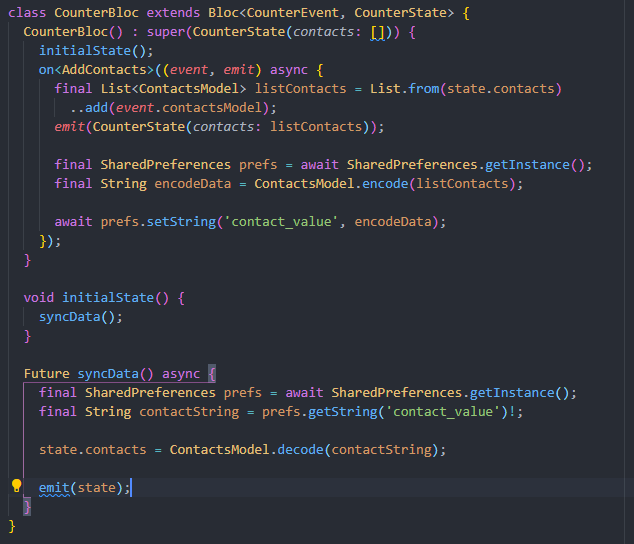 class CounterBloc extends Bloc<CounterEvent, CounterState> {
  CounterBloc() : super(CounterState(contacts: [])) {
    initialState();
    on<AddContacts>((event, emit) async {
      final List<ContactsModel> listContacts = List.from(state.contacts)
        ..add(event.contactsModel);
      emit(CounterState(contacts: listContacts));

      final SharedPreferences prefs = await SharedPreferences.getInstance();
      final String encodeData = ContactsModel.encode(listContacts);

      await prefs.setString('contact_value', encodeData);
    });
  }

  void initialState() {
    syncData();
  }

  Future syncData() async {
    final SharedPreferences prefs = await SharedPreferences.getInstance();
    final String contactString = prefs.getString('contact_value')!;

    state.contacts = ContactsModel.decode(contactString);

    emit(state);
  }
}